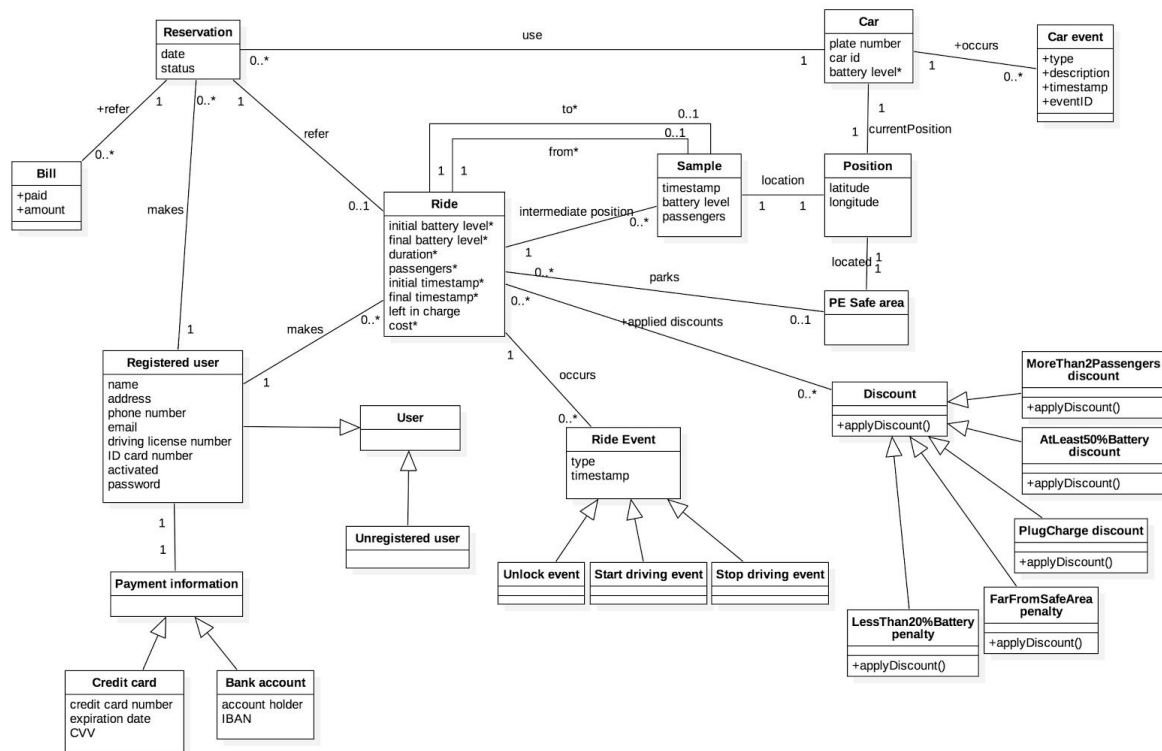 Reservation
date
status
use
0..*
1
Car
plate number
car id
battery level*
+occurs
1
0..*
Car event
+type
+description
+timestamp
+eventID
+refer
1
0..*
0..*
1
refer
0..1
Bill
+paid
+amount
makes
1
to*
0..1
0..1
from*
1
1
Sample
timestamp
battery level
passengers
location
1
1
1
1
currentPosition
Position
latitude
longitude
Ride
initial battery level*
final battery level*
duration*
passengers*
initial timestamp*
final timestamp*
left in charge
cost*
intermediate position
0..*
1
0..*
parks
0..1
located
1
1
PE Safe area
0..*
+applied discounts
0..*
makes
0..*
1
1
occurs
0..*
Registered user
name
address
phone number
email
driving license number
ID card number
activated
password
User
Unregistered user
Ride Event
type
timestamp
Unlock event
Start driving event
Stop driving event
Discount
+applyDiscount()
MoreThan2Passengers
discount
+applyDiscount()
AtLeast50%Battery
discount
+applyDiscount()
PlugCharge discount
+applyDiscount()
FarFromSafeArea
penalty
+applyDiscount()
LessThan20%Battery
penalty
+applyDiscount()
1
1
Payment information
Credit card
credit card number
expiration date
CVV
Bank account
account holder
IBAN